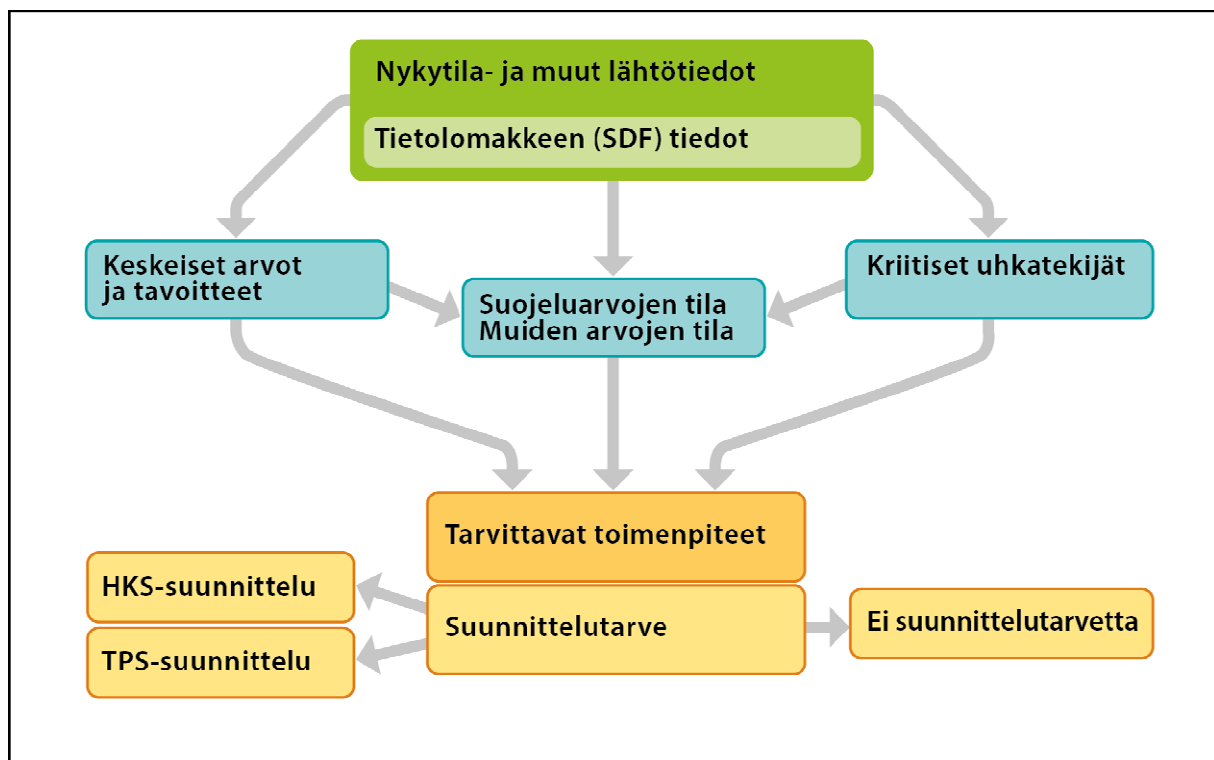 Nykytila- ja muut lähtötiedot
Tietolomakkeen (SDF) tiedot
Keskeiset arvot
ja tavoitteet
Suojeluarvojen tila
Muiden arvojen tila
Kriitiset uhkatekijät
Tarvittavat toimenpiteet
HKS-suunnittelu
TPS-suunnittelu
Suunnittelutarve
Ei suunnittelutarvetta